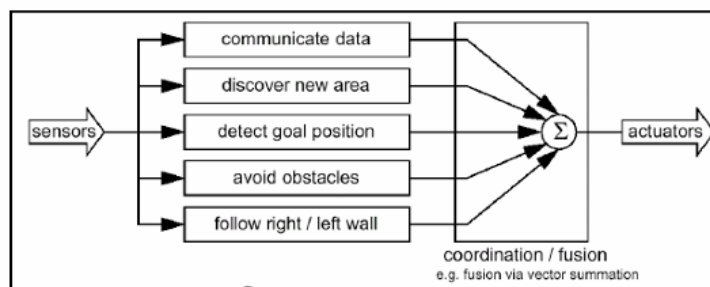 communicate data
discover new area
sensors
detect goal position
Σ
actuators
avoid obstacles
follow right / left wall
coordination / fusion
e.g. fusion via vector summation